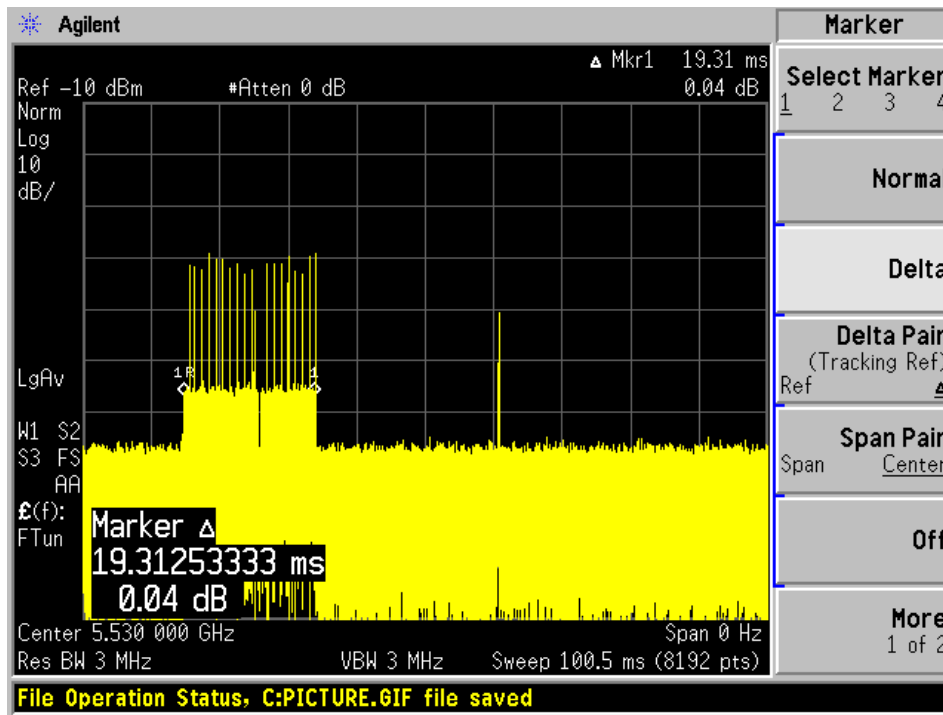 Agilent
Marker
Δ Mkr1 19.31 ms
Ref -10 dBm #Atten 0 dB 0.04 dB
Norm
Log
10
dB/
LgAv
W1 S2
S3 FS
AA
£(f):
FTun
1R
1
Marker Δ
19.31253333 ms
0.04 dB
Center 5.530 000 GHz Span 0 Hz
Res BW 3 MHz VBW 3 MHz Sweep 100.5 ms (8192 pts)
File Operation Status, C:PICTURE.GIF file saved
Select Marker
1 2 3 4
Norma
Delta
Delta Pair
(Tracking Ref)
Ref Δ
Span Pair
Span Center
Off
More
1 of 2